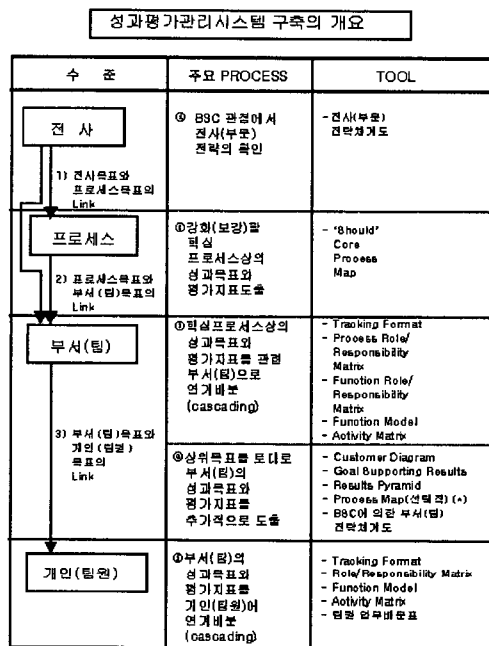 성과평가관리시스템 구축의 개요
수 준
주요 PROCESS
TOOL
전 사
1) 전사목표와
프로세스목표의
Link
BSC 관점에서
전사(부문)
전략의 확인
- 전사(부문)
전략체계도
프로세스
2) 프로세스목표와
부서(팀)목표의
Link
강화(보강)할
핵심
프로세스상의
성과목표와
평가지표도출
- "Should"
Core
Process
Map
부서(팀)
3) 부서(팀)목표와
개인(팀원)
목표의
Link
핵심프로세스상의
성과목표와
평가지표를 관련
부서(팀)으로
연계배분
(cascading)
- Tracking Format
- Process Role/
Responsibility
Matrix
- Function Role/
Responsibility
Matrix
- Function Model
- Activity Matrix
상위목표를 토대로
부서(팀)의
성과목표와
평가지표를
추가적으로 도출
- Customer Diagram
- Goal Supporting Results
- Results Pyramid
- Process Map(선택적) (*)
- BSC에 의한 부서(팀)
전략체계도
개인(팀원)
부서(팀)의
성과목표와
평가지표를
개인(팀원)에
연계배분
(cascading)
- Tracking Format
- Role/Responsibility Matrix
- Function Model
- Activity Matrix
- 팀원 업무배분표